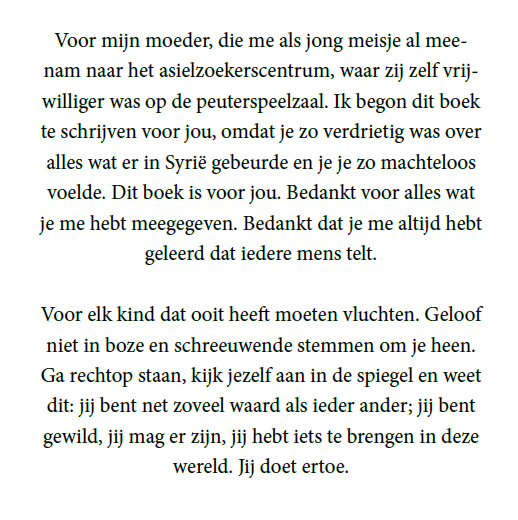 Voor mijn moeder, die me als jong meisje al mee-
nam naar het asielzoekerscentrum, waar zij zelf vrij-
williger was op de peuterspeelzaal. Ik begon dit boek
te schrijven voor jou, omdat je zo verdrietig was over
alles wat er in Syrië gebeurde en je je zo machteloos
voelde. Dit boek is voor jou. Bedankt voor alles wat
je me hebt meegegeven. Bedankt dat je me altijd hebt
geleerd dat iedere mens telt.

Voor elk kind dat ooit heeft moeten vluchten. Geloof
niet in boze en schreeuwende stemmen om je heen.
Ga rechtop staan, kijk jezelf aan in de spiegel en weet
dit: jij bent net zoveel waard als ieder ander; jij bent
gewild, jij mag er zijn, jij hebt iets te brengen in deze
wereld. Jij doet ertoe.